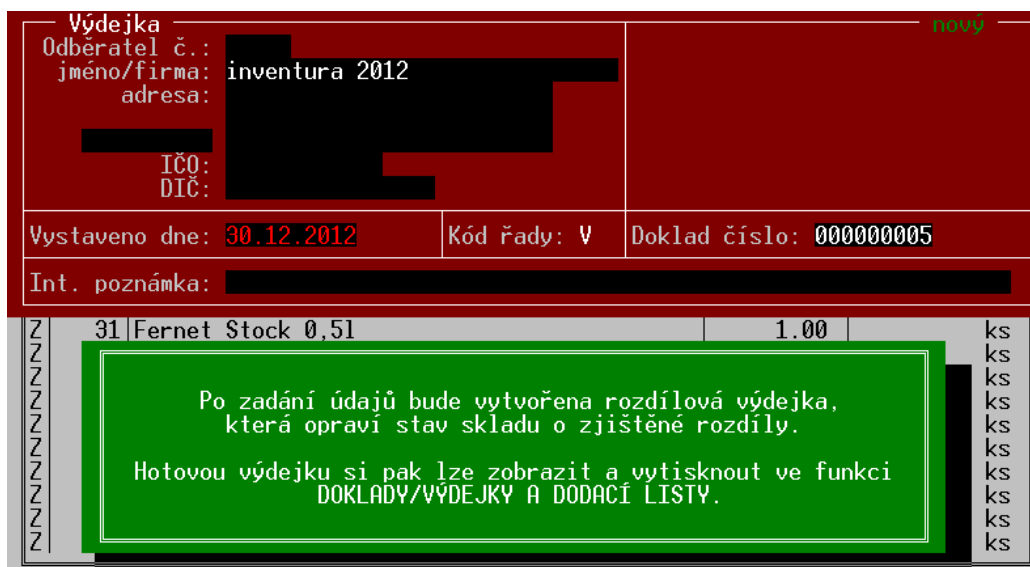 Výdejka nový
Odběratel č.:
jméno/firma: inventura 2012
adresa:
IČO:
DIČ:
Vystaveno dne: 30.12.2012 Kód řady: V Doklad číslo: 000000005
Int. poznámka:
Z 31 Fernet Stock 0,5l 1.00 ks
Z ks
Z ks
Z ks
Z ks
Z ks
Z ks
Z ks
Z ks
Z ks
Po zadání údajů bude vytvořena rozdílová výdejka,
která opraví stav skladu o zjištěné rozdíly.
Hotovou výdejku si pak lze zobrazit a vytisknout ve funkci
DOKLADY/VÝDEJKY A DODACÍ LISTY.